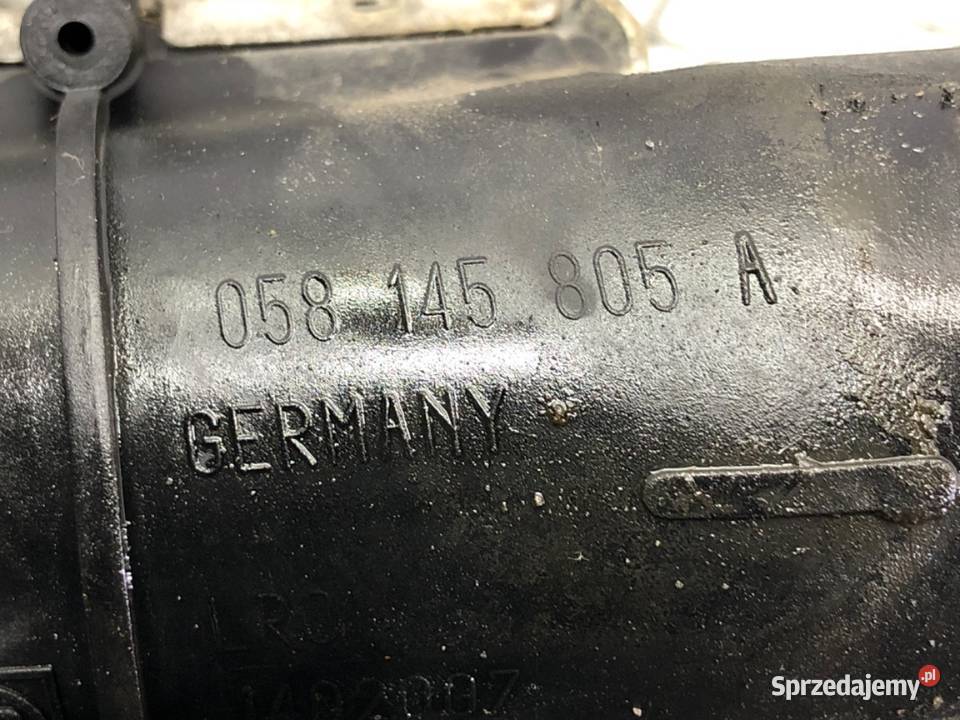 058 145 805 A
GERMANY
Sprzedajemy.pl